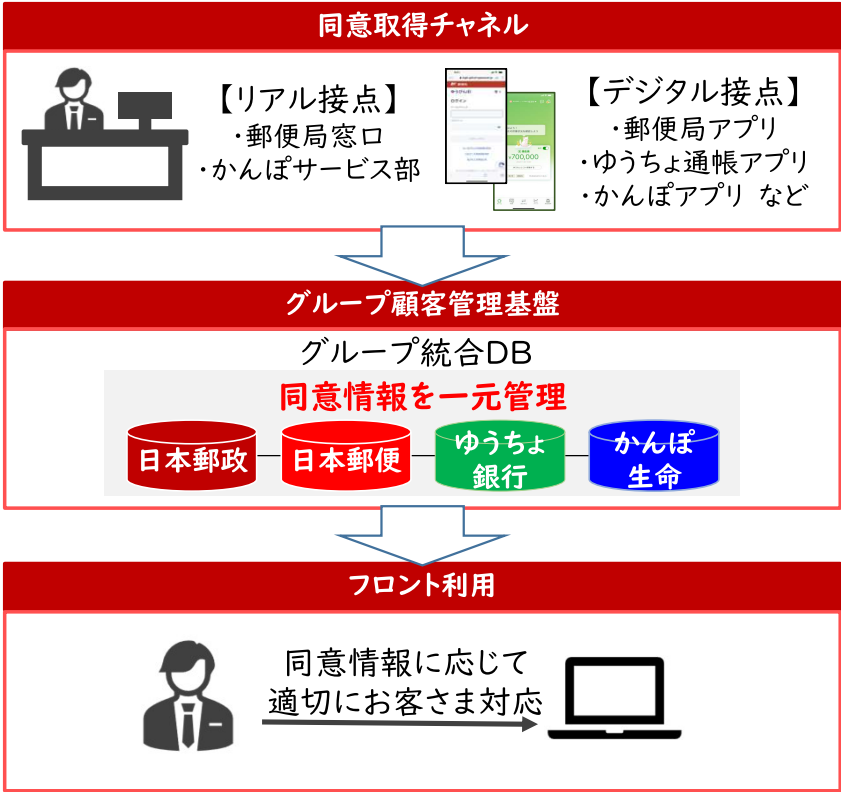 同意取得チャネル
【リアル接点】
・郵便局窓口
・かんぽサービス部
【デジタル接点】
・郵便局アプリ
・ゆうちょ通帳アプリ
・かんぽアプリ など
ログイン
700,000
グループ顧客管理基盤
グループ統合DB
同意情報を一元管理
日本郵政
日本郵便
ゆうちょ
銀行
かんぽ
生命
フロント利用
同意情報に応じて
適切にお客さま対応